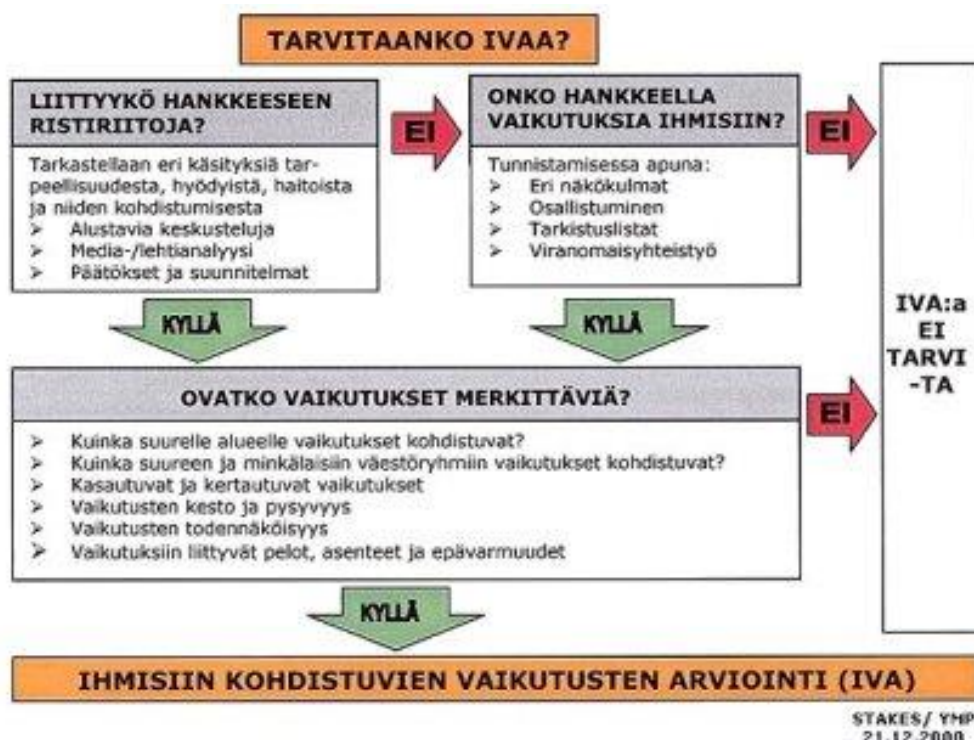 TARVITAANKO IVAA?
LIITTYYKÖ HANKKEESEEN
RISTIRIITOJA?
Tarkastellaan eri käsityksiä tar-
peellisuudesta, hyödyistä, haitoista
ja niiden kohdistumisesta
➢ Alustavia keskusteluja
➢ Media-/lehtianalyysi
➢ Päätökset ja suunnitelmat
EI
ONKO HANKKEELLA
VAIKUTUKSIA IHMISIIN?
Tunnistamisessa apuna:
➢ Eri näkökulmat
➢ Osallistuminen
➢ Tarkistuslistat
➢ Viranomaisyhteistyö
EI
KYLLÄ
KYLLÄ
IVA:a
EI
TARVI
-TA
OVATKO VAIKUTUKSET MERKITTÄVIÄ?
➢ Kuinka suurelle alueelle vaikutukset kohdistuvat?
➢ Kuinka suureen ja minkälaisiin väestöryhmiin vaikutukset kohdistuvat?
➢ Kasautuvat ja kertautuvat vaikutukset
➢ Vaikutusten kesto ja pysyvyys
➢ Vaikutusten todennäköisyys
➢ Vaikutuksiin liittyvät pelot, asenteet ja epävarmuudet
EI
KYLLÄ
IHMISIIN KOHDISTUVIEN VAIKUTUSTEN ARVIOINTI (IVA)
STAKES/ YMP
21.12.2000